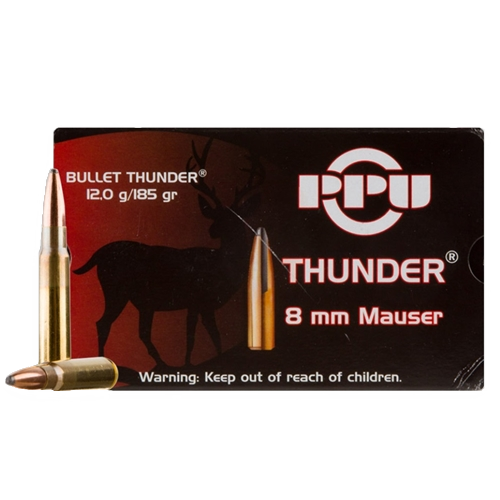 BULLET THUNDER®
12,0 g/185 gr
PPU
THUNDER®
8 mm Mauser
Warning: Keep out of reach of children.